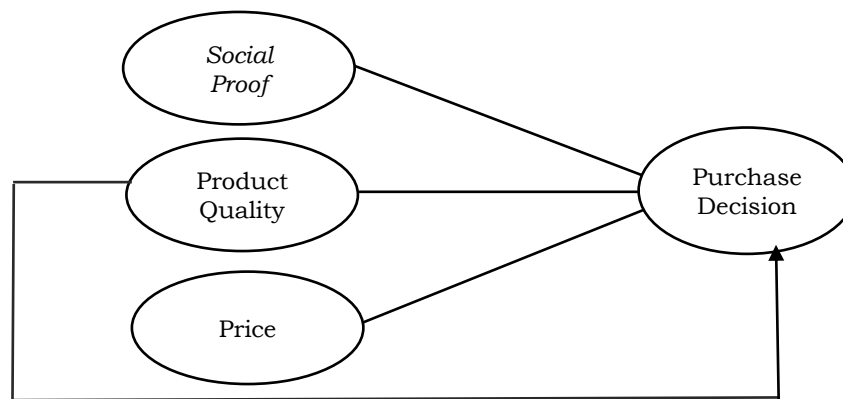 Social
Proof
Product
Quality
Price
Purchase
Decision